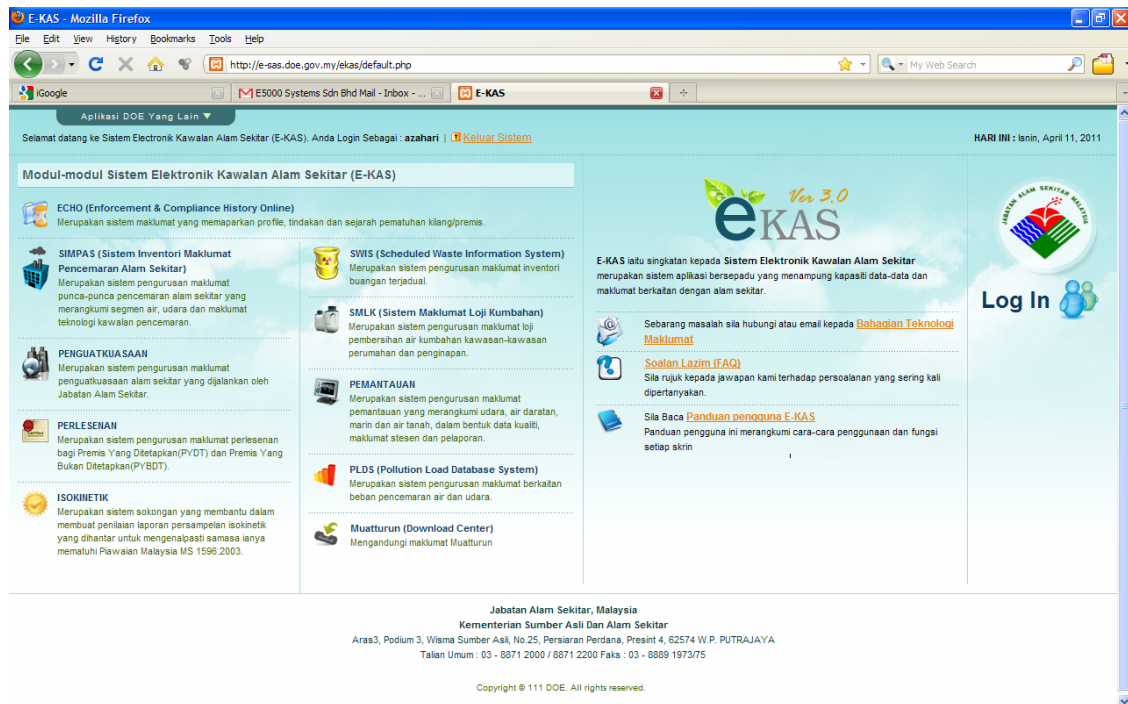 E-KAS - Mozilla Firefox
File Edit View History Bookmarks Tools Help
http://e-sas.doe.gov.my/ekas/default.php
My Web Search
iGoogle
E5000 Systems Sdn Bhd Mail - Inbox - ...
E-KAS
Aplikasi DOE Yang Lain ▼
Selamat datang ke Sistem Electronik Kawalan Alam Sekitar (E-KAS). Anda Login Sebagai : azahari | Keluar Sistem
HARI INI : Isnin, April 11, 2011
Modul-modul Sistem Elektronik Kawalan Alam Sekitar (E-KAS)
ECHO (Enforcement & Compliance History Online)
Merupakan sistem maklumat yang memaparkan profile, tindakan dan sejarah pematuhan kilang/premis.
SIMPAS (Sistem Inventori Maklumat
Pencemaran Alam Sekitar)
Merupakan sistem pengurusan maklumat
punca-punca pencemaran alam sekitar yang
merangkumi segmen air, udara dan maklumat
teknologi kawalan pencemaran.
PENGUATKUASAAN
Merupakan sistem pengurusan maklumat
penguatkuasaan alam sekitar yang dijalankan oleh
Jabatan Alam Sekitar.
PERLESENAN
Merupakan sistem pengurusan maklumat perlesenan
bagi Premis Yang Ditetapkan(PYDT) dan Premis Yang
Bukan Ditetapkan(PYBDT).
ISOKINETIK
Merupakan sistem sokongan yang membantu dalam
membuat penilaian laporan persampelan isokinetik
yang dihantar untuk mengenalpasti samasa ianya
mematuhi Piawaian Malaysia MS 1596:2003.
SWIS (Scheduled Waste Information System)
Merupakan sistem pengurusan maklumat inventori
buangan terjadual.
SMLK (Sistem Maklumat Loji Kumbahan)
Merupakan sistem pengurusan maklumat loji
pembersihan air kumbahan kawasan-kawasan
perumahan dan penginapan.
PEMANTAUAN
Merupakan sistem pengurusan maklumat
pemantauan yang merangkumi udara, air daratan,
marin dan air tanah, dalam bentuk data kualiti,
maklumat stesen dan pelaporan.
PLDS (Pollution Load Database System)
Merupakan sistem pengurusan maklumat berkaitan
beban pencemaran air dan udara.
Muatturun (Download Center)
Mengandungi maklumat Muatturun
Ver 3.0
eKAS
E-KAS iaitu singkatan kepada Sistem Elektronik Kawalan Alam Sekitar
merupakan sistem aplikasi bersepadu yang menampung kapasiti data-data dan
maklumat berkaitan dengan alam sekitar.
Sebarang masalah sila hubungi atau email kepada Bahagian Teknologi
Maklumat
Soalan Lazim (FAQ)
Sila rujuk kepada jawapan kami terhadap persoalanan yang sering kali
dipertanyakan.
Sila Baca Panduan pengguna E-KAS
Panduan pengguna ini merangkumi cara-cara penggunaan dan fungsi
setiap skrin
JABATAN ALAM SEKITAR MALAYSIA
Log In
Jabatan Alam Sekitar, Malaysia
Kementerian Sumber Asli Dan Alam Sekitar
Aras3, Podium 3, Wisma Sumber Asli, No.25, Persiaran Perdana, Presint 4, 62574 W.P. PUTRAJAYA
Talian Umum : 03 - 8871 2000 / 8871 2200 Faks : 03 - 8889 1973/75
Copyright © 111 DOE. All rights reserved.